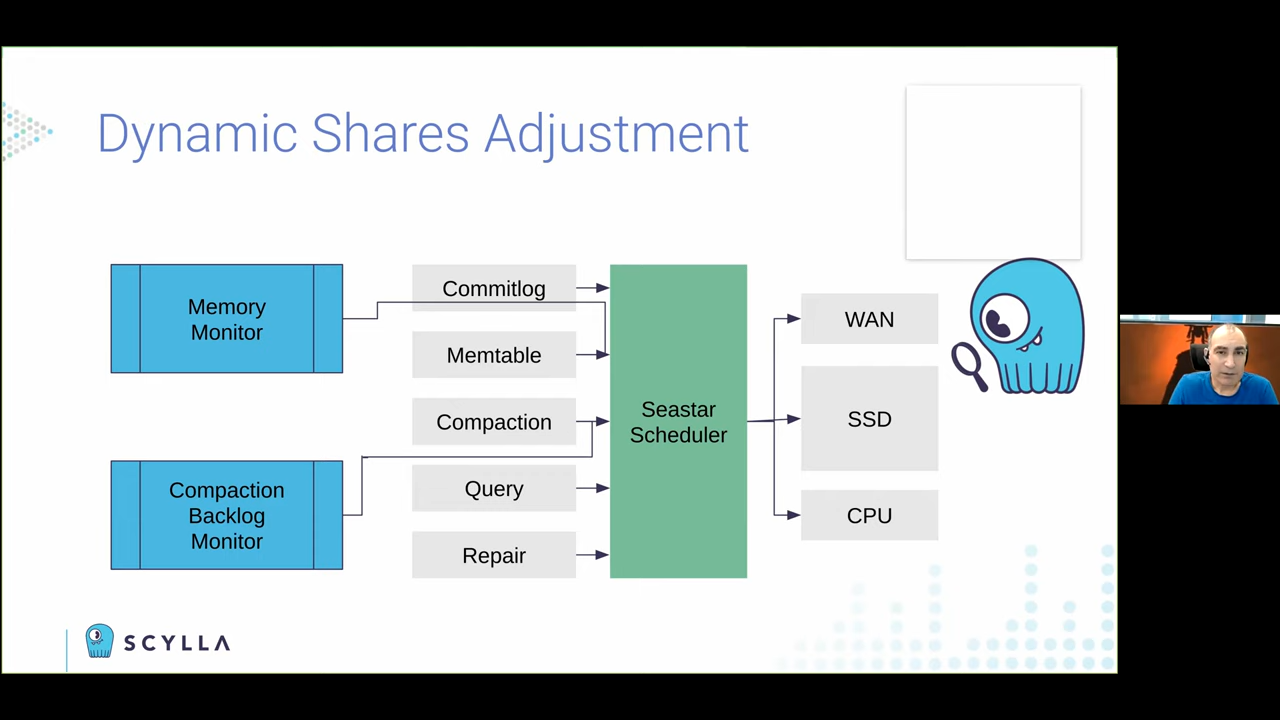 Dynamic Shares Adjustment
Memory
Monitor
Compaction
Backlog
Monitor
Commitlog
Memtable
Compaction
Query
Repair
Seastar
Scheduler
WAN
SSD
CPU
SCYLLA